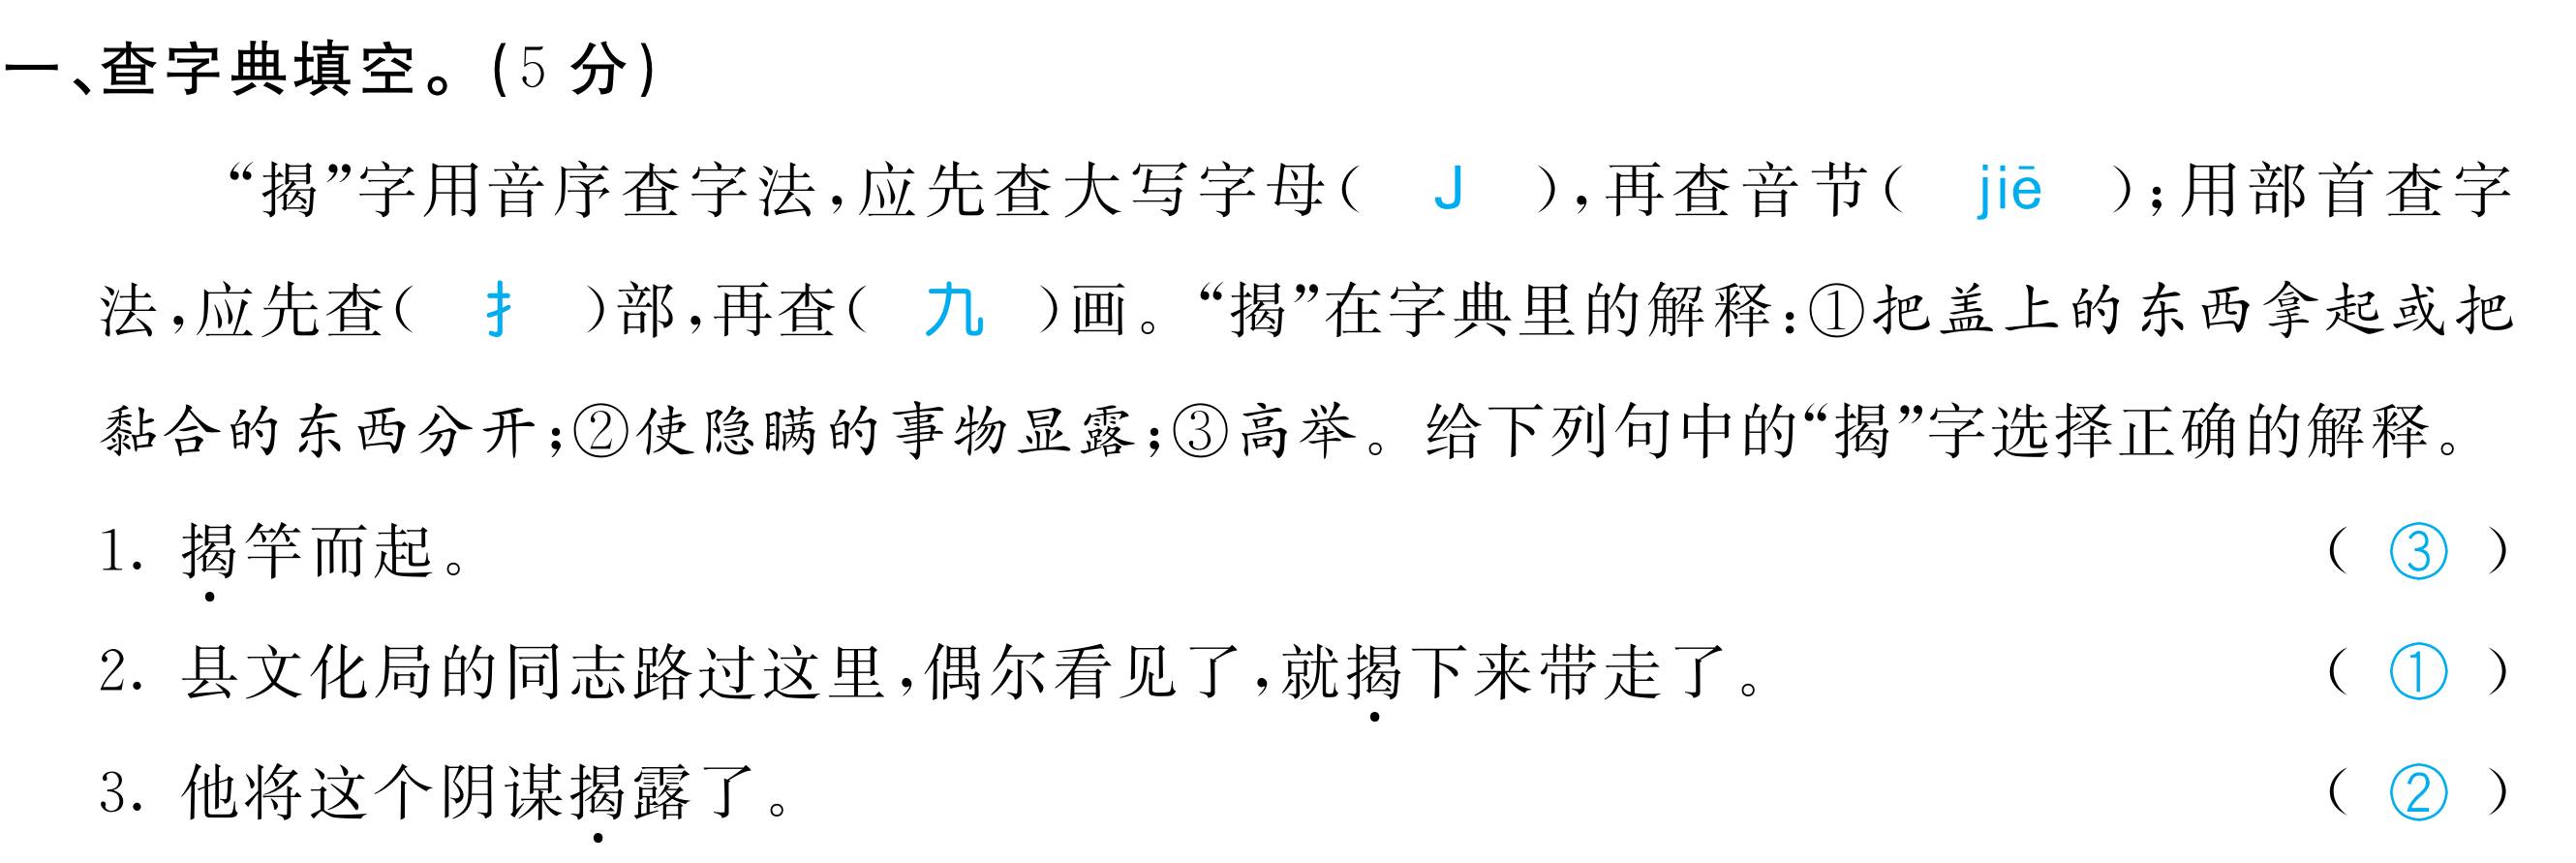 一、查字典填空。(5 分)
“揭”字用音序查字法,应先查大写字母( J ),再查音节( jiē );用部首查字
法,应先查( 扌 )部,再查( 九 )画。“揭”在字典里的解释:①把盖上的东西拿起或把
黏合的东西分开;②使隐瞒的事物显露;③高举。给下列句中的“揭”字选择正确的解释。
1. 揭竿而起。 ( ③ )
2. 县文化局的同志路过这里,偶尔看见了,就揭下来带走了。 ( ① )
3. 他将这个阴谋揭露了。 ( ② )